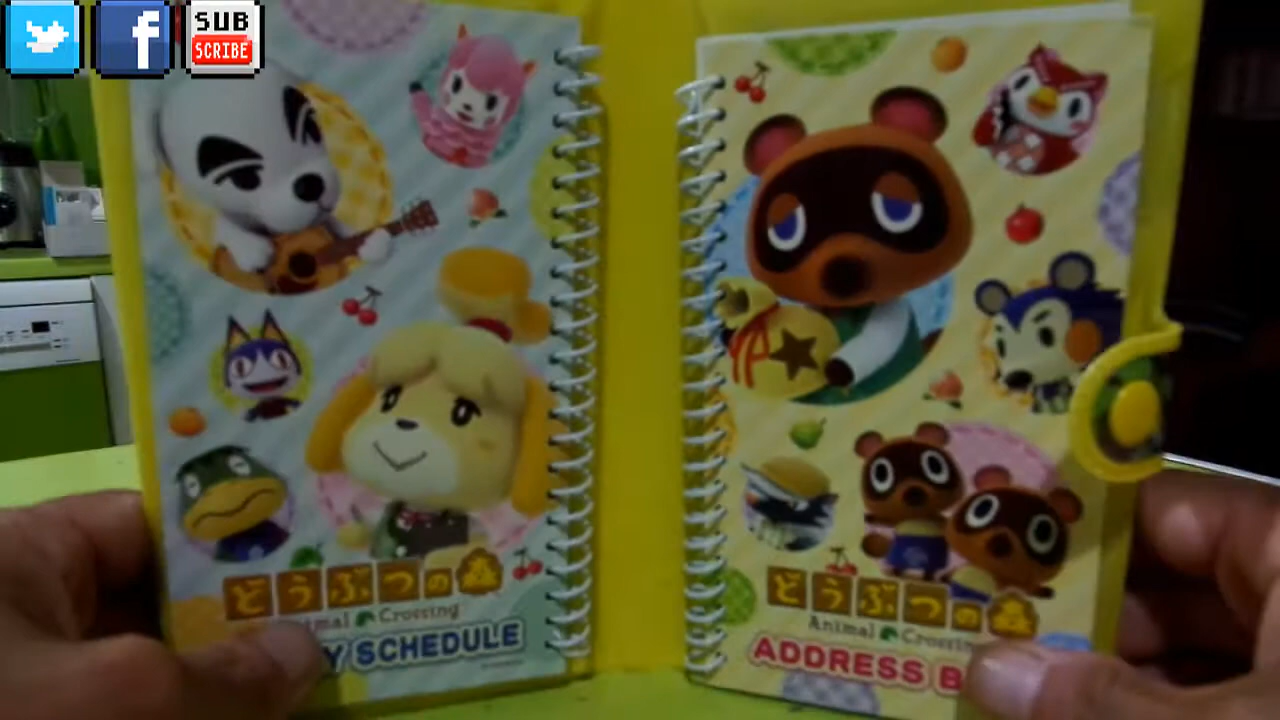 SUB
SCRIBE
どうぶつの森
Animal Crossing
Y SCHEDULE
どうぶつの森
Animal Crossing
ADDRESS B